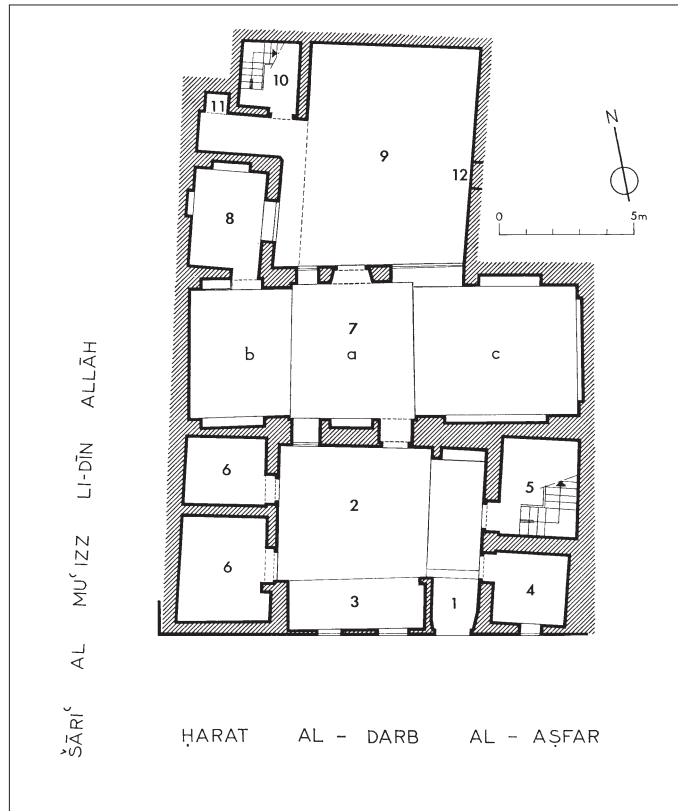 10
11
N
9
12
0 5m
8
7
b a c
6 2 5
6 3 1 4
ŠĀRIʿ AL MUʿIZZ LI-DĪN ALLĀH
ḤARAT AL - DARB AL - AṢFAR